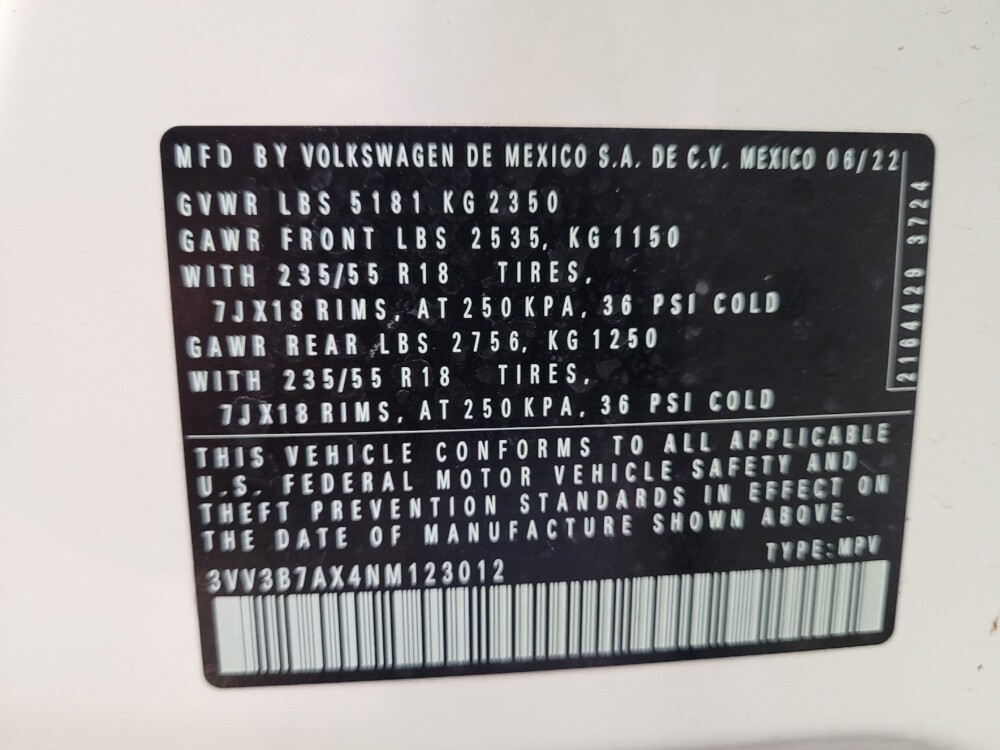 MFD BY VOLKSWAGEN DE MEXICO S.A. DE C.V. MEXICO 06/22
GVWR LBS 5181 KG 2350
GAWR FRONT LBS 2535, KG 1150
WITH 235/55 R18 TIRES,
7JX18 RIMS, AT 250 KPA, 36 PSI COLD
GAWR REAR LBS 2756, KG 1250
WITH 235/55 R18 TIRES,
7JX18 RIMS, AT 250 KPA, 36 PSI COLD
2164429 3724
THIS VEHICLE CONFORMS TO ALL APPLICABLE
U.S. FEDERAL MOTOR VEHICLE SAFETY AND
THEFT PREVENTION STANDARDS IN EFFECT ON
THE DATE OF MANUFACTURE SHOWN ABOVE.
TYPE: MPV
3VV3B7AX4NM123012